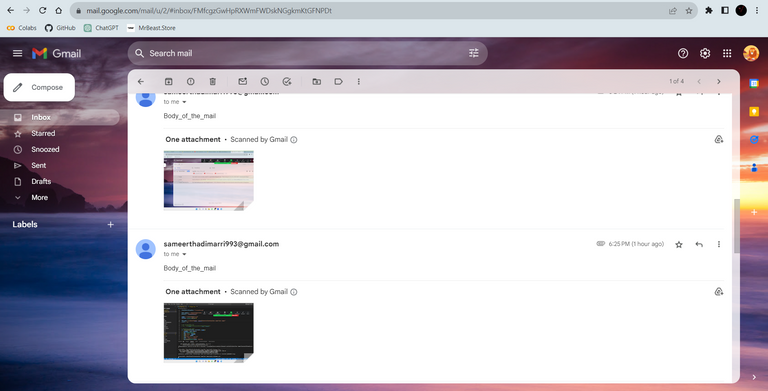 mail.google.com/mail/u/2/#inbox/FMfcgzGwHpRXWmFWDskNGgkmKtGFNPDt
Colabs GitHub ChatGPT MrBeast.Store
Gmail
Search mail
Compose
1 of 4
Inbox
to me
Starred
Body_of_the_mail
Snoozed
One attachment • Scanned by Gmail
Sent
Drafts
More
Labels
sameerthadimarri993@gmail.com 6:25 PM (1 hour ago)
to me
Body_of_the_mail
One attachment • Scanned by Gmail